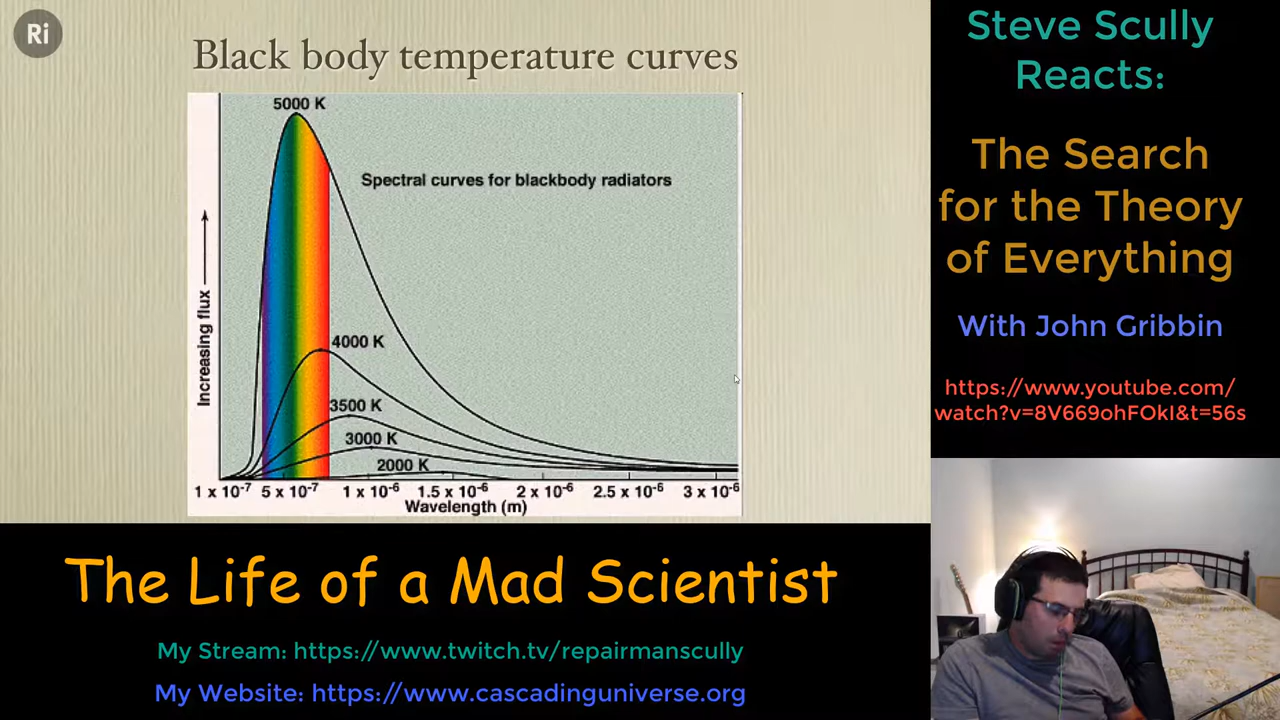 Ri
Black body temperature curves
5000 K
Spectral curves for blackbody radiators
Increasing flux
4000 K
3500 K
3000 K
2000 K
1 x 10-7 5 x 10-7 1 x 10-6 1.5 x 10-6 2 x 10-6 2.5 x 10-6 3 x 10-6
Wavelength (m)
Steve Scully
Reacts:
The Search
for the Theory
of Everything
With John Gribbin
https://www.youtube.com/
watch?v=8V669ohFOkI&t=56s
The Life of a Mad Scientist
My Stream: https://www.twitch.tv/repairmanscully
My Website: https://www.cascadinguniverse.org